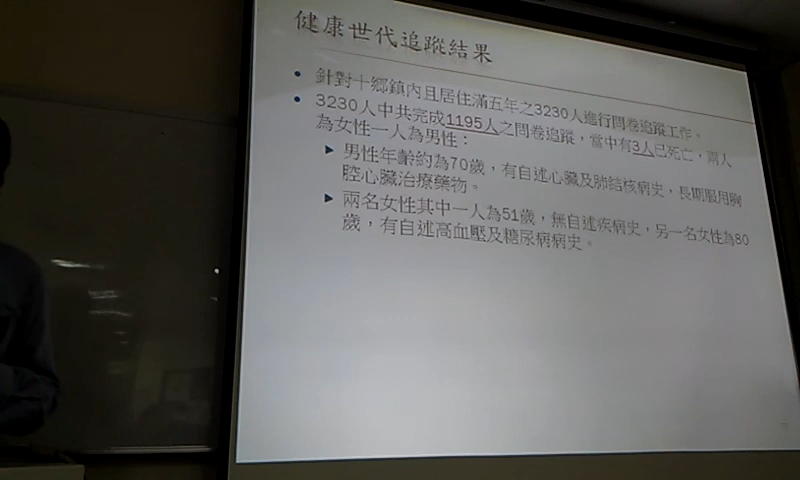 健康世代追蹤結果
• 針對十鄉鎮內且居住滿五年之3230人進行問卷追蹤工作。
• 3230人中共完成1195人之問卷追蹤，當中有3人已死亡，兩人
為女性一人為男性：
▶ 男性年齡約為70歲，有自述心臟及肺結核病史，長期服用胸
腔心臟治療藥物。
▶ 兩名女性其中一人為51歲，無自述疾病史，另一名女性為80
歲，有自述高血壓及糖尿病病史。